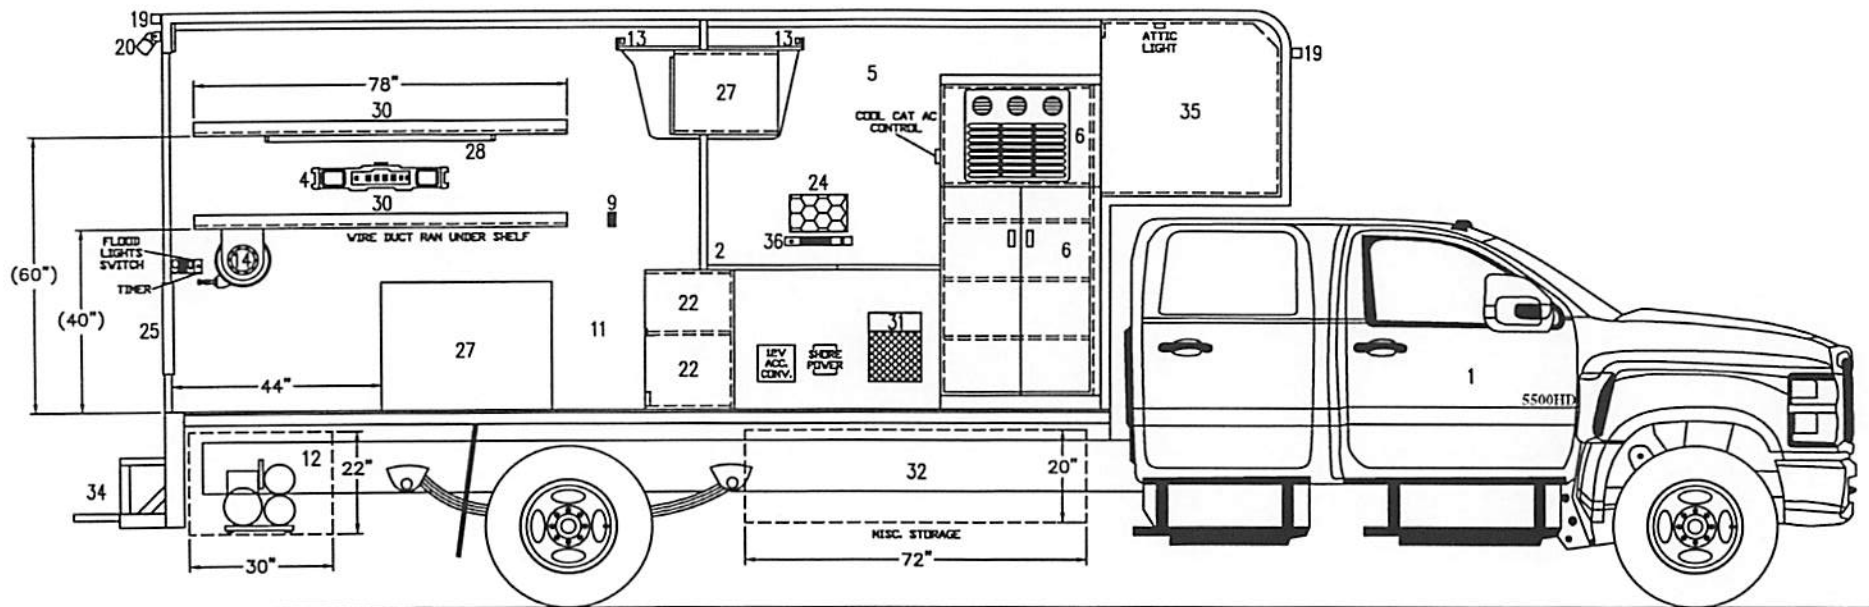 19
20
13
13
ATTIC
LIGHT
19
78"
30
27
5
COOL CAT AC
CONTROL
6
35
28
4
24
30
9
WIRE DUCT RAN UNDER SHELF
36
2
6
FLOOD
LIGHTS
SWITCH
14
TIMER
(60")
(40")
25
22
11
31
27
22
12V
ACC.
CONV.
SHORE
POWER
44"
1
5500HD
12
22"
32
20"
34
MISC. STORAGE
30"
72"